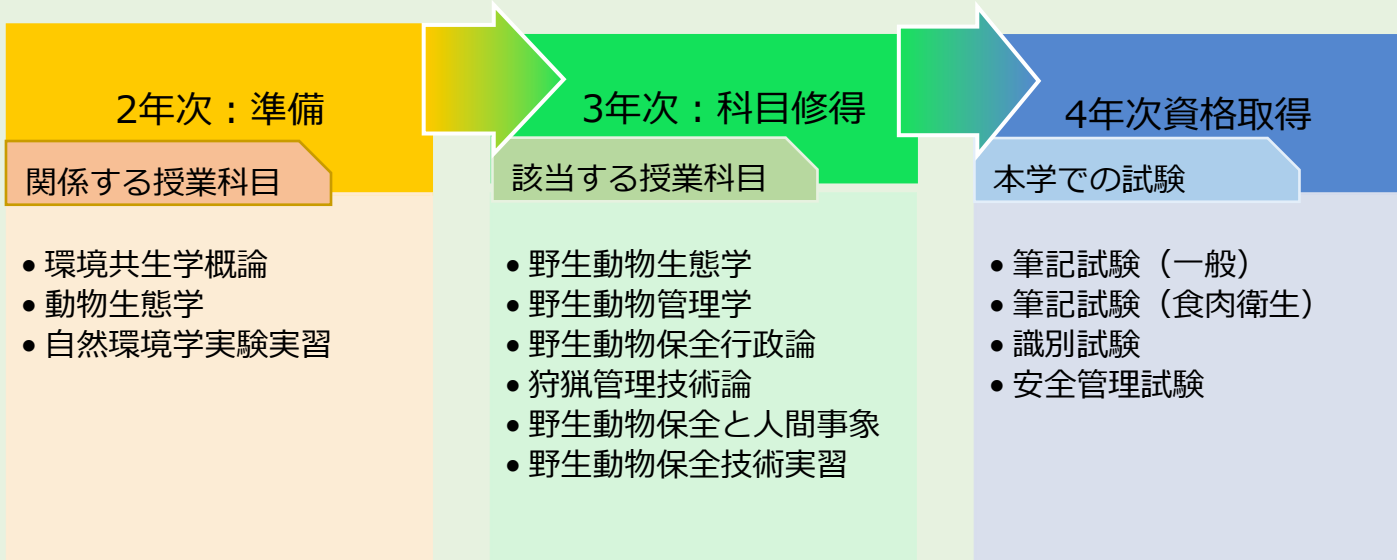 2年次：準備
関係する授業科目
• 環境共生学概論
• 動物生態学
• 自然環境学実験実習
3年次：科目修得
該当する授業科目
• 野生動物生態学
• 野生動物管理学
• 野生動物保全行政論
• 狩猟管理技術論
• 野生動物保全と人間事象
• 野生動物保全技術実習
4年次資格取得
本学での試験
• 筆記試験（一般）
• 筆記試験（食肉衛生）
• 識別試験
• 安全管理試験